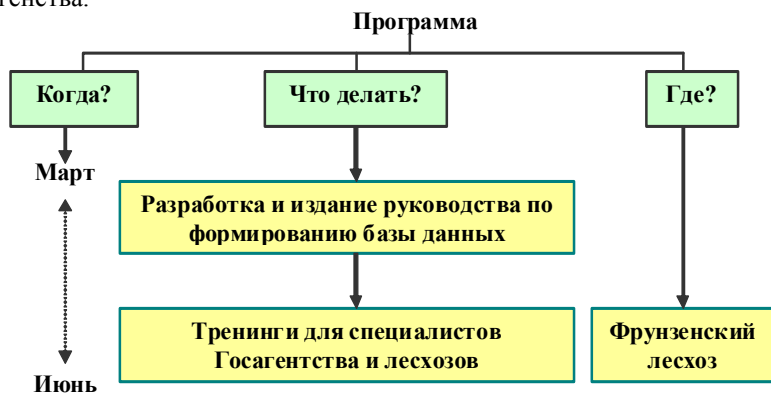 генства.
Программа
Когда?
Что делать?
Где?
Март
Разработка и издание руководства по
формированию базы данных
Тренинги для специалистов
Госагентства и лесхозов
Фрунзенский
лесхоз
Июнь